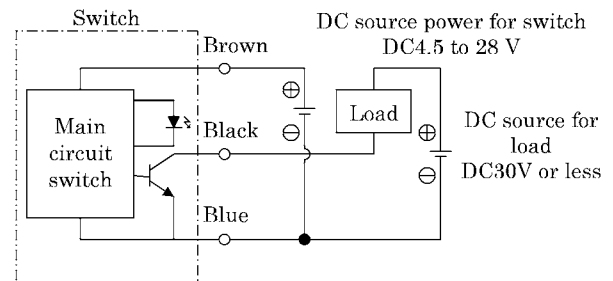 Switch
DC source power for switch
DC4.5 to 28 V
Brown
⊕
Load
Main
circuit
switch
Black
⊖
⊕
DC source for
load
DC30V or less
⊖
Blue